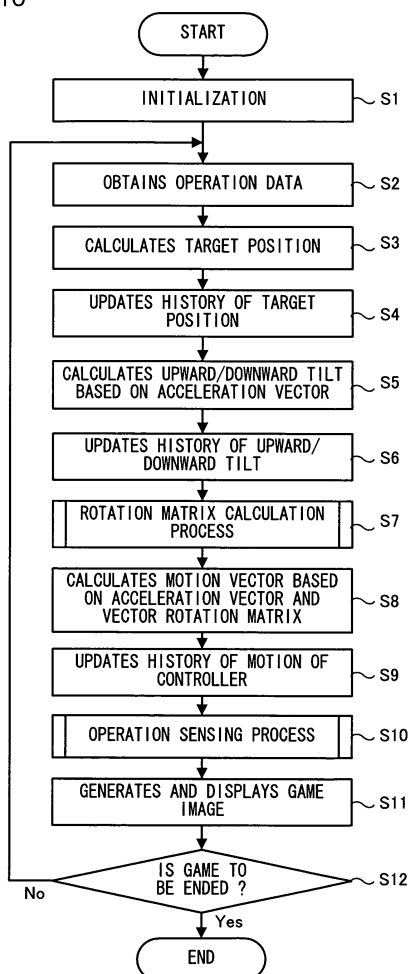 START
INITIALIZATION
S1
OBTAINS OPERATION DATA
S2
CALCULATES TARGET POSITION
S3
UPDATES HISTORY OF TARGET
POSITION
S4
CALCULATES UPWARD/DOWNWARD TILT
BASED ON ACCELERATION VECTOR
S5
UPDATES HISTORY OF UPWARD/
DOWNWARD TILT
S6
ROTATION MATRIX CALCULATION
PROCESS
S7
CALCULATES MOTION VECTOR BASED
ON ACCELERATION VECTOR AND
VECTOR ROTATION MATRIX
S8
UPDATES HISTORY OF MOTION OF
CONTROLLER
S9
OPERATION SENSING PROCESS
S10
GENERATES AND DISPLAYS GAME
IMAGE
S11
IS GAME TO
BE ENDED ?
S12
No
Yes
END